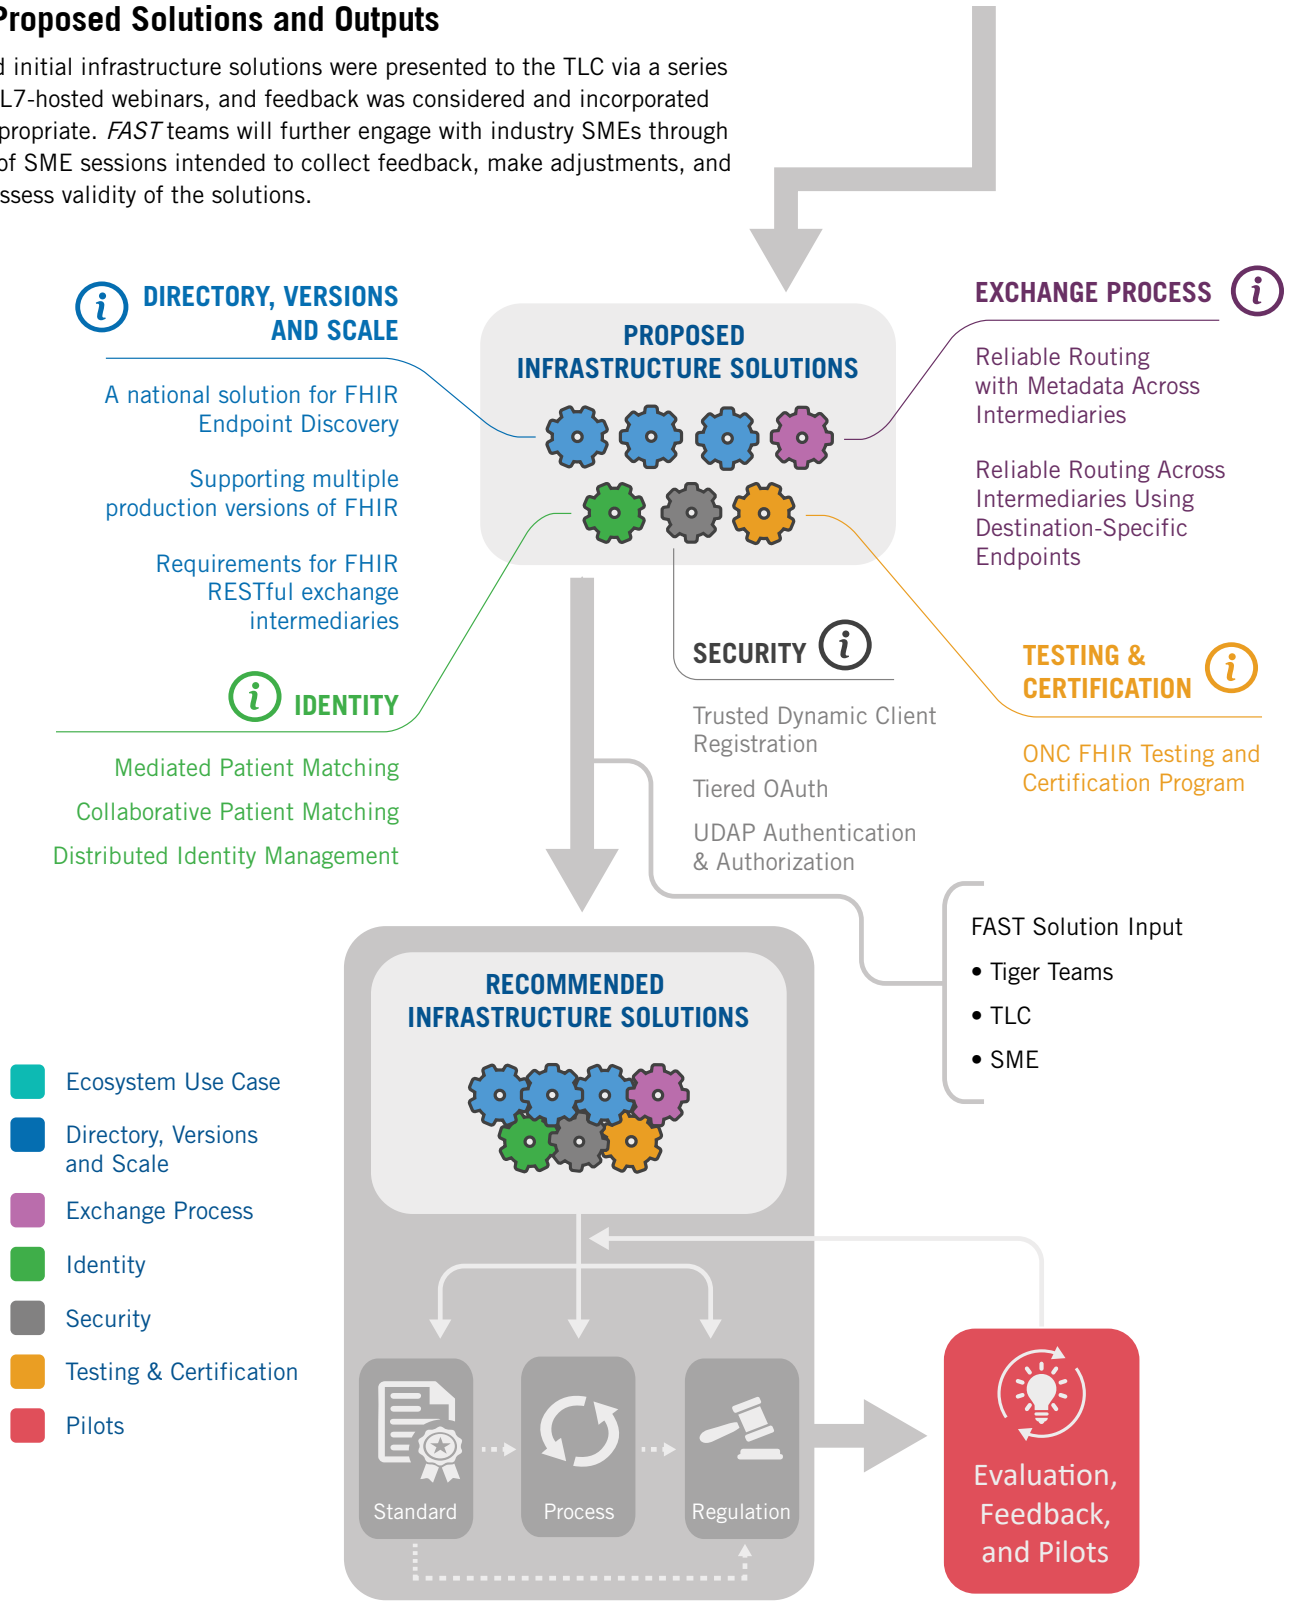 Proposed Solutions and Outputs
initial infrastructure solutions were presented to the TLC via a series
L7-hosted webinars, and feedback was considered and incorporated
propriate. FAST teams will further engage with industry SMEs through
of SME sessions intended to collect feedback, make adjustments, and
ssess validity of the solutions.
DIRECTORY, VERSIONS
AND SCALE
A national solution for FHIR
Endpoint Discovery
Supporting multiple
production versions of FHIR
Requirements for FHIR
RESTful exchange
intermediaries
IDENTITY
Mediated Patient Matching
Collaborative Patient Matching
Distributed Identity Management
PROPOSED
INFRASTRUCTURE SOLUTIONS
EXCHANGE PROCESS
Reliable Routing
with Metadata Across
Intermediaries
Reliable Routing Across
Intermediaries Using
Destination-Specific
Endpoints
SECURITY
Trusted Dynamic Client
Registration
Tiered OAuth
UDAP Authentication
& Authorization
TESTING &
CERTIFICATION
ONC FHIR Testing and
Certification Program
FAST Solution Input
• Tiger Teams
• TLC
• SME
RECOMMENDED
INFRASTRUCTURE SOLUTIONS
Ecosystem Use Case
Directory, Versions
and Scale
Exchange Process
Identity
Security
Testing & Certification
Pilots
Standard
Process
Regulation
Evaluation,
Feedback,
and Pilots